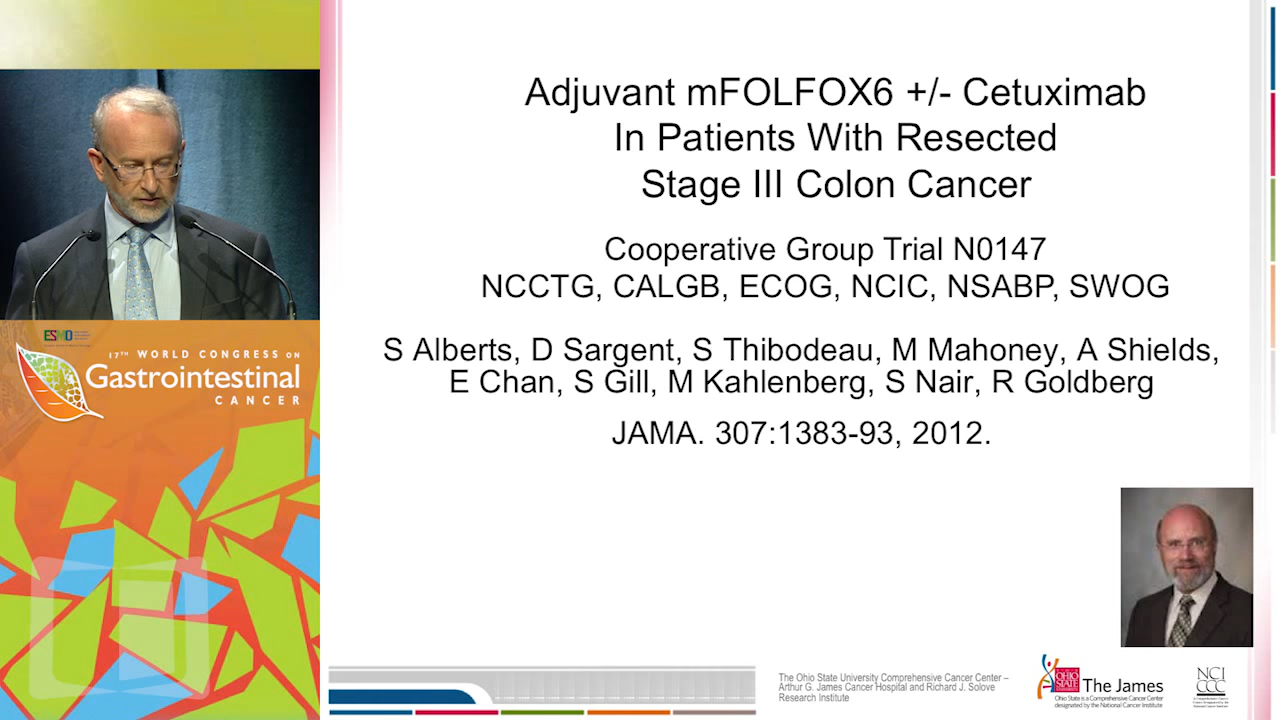 Adjuvant mFOLFOX6 +/- Cetuximab
In Patients With Resected
Stage III Colon Cancer
Cooperative Group Trial N0147
NCCTG, CALGB, ECOG, NCIC, NSABP, SWOG
S Alberts, D Sargent, S Thibodeau, M Mahoney, A Shields,
E Chan, S Gill, M Kahlenberg, S Nair, R Goldberg
JAMA. 307:1383-93, 2012.
ESMO
17TH WORLD CONGRESS ON
Gastrointestinal
CANCER
The Ohio State University Comprehensive Cancer Center –
Arthur G. James Cancer Hospital and Richard J. Solove
Research Institute
OHIO
STATE
The James
Ohio State is a Comprehensive Cancer Center
designated by the National Cancer Institute
NCI
CCC